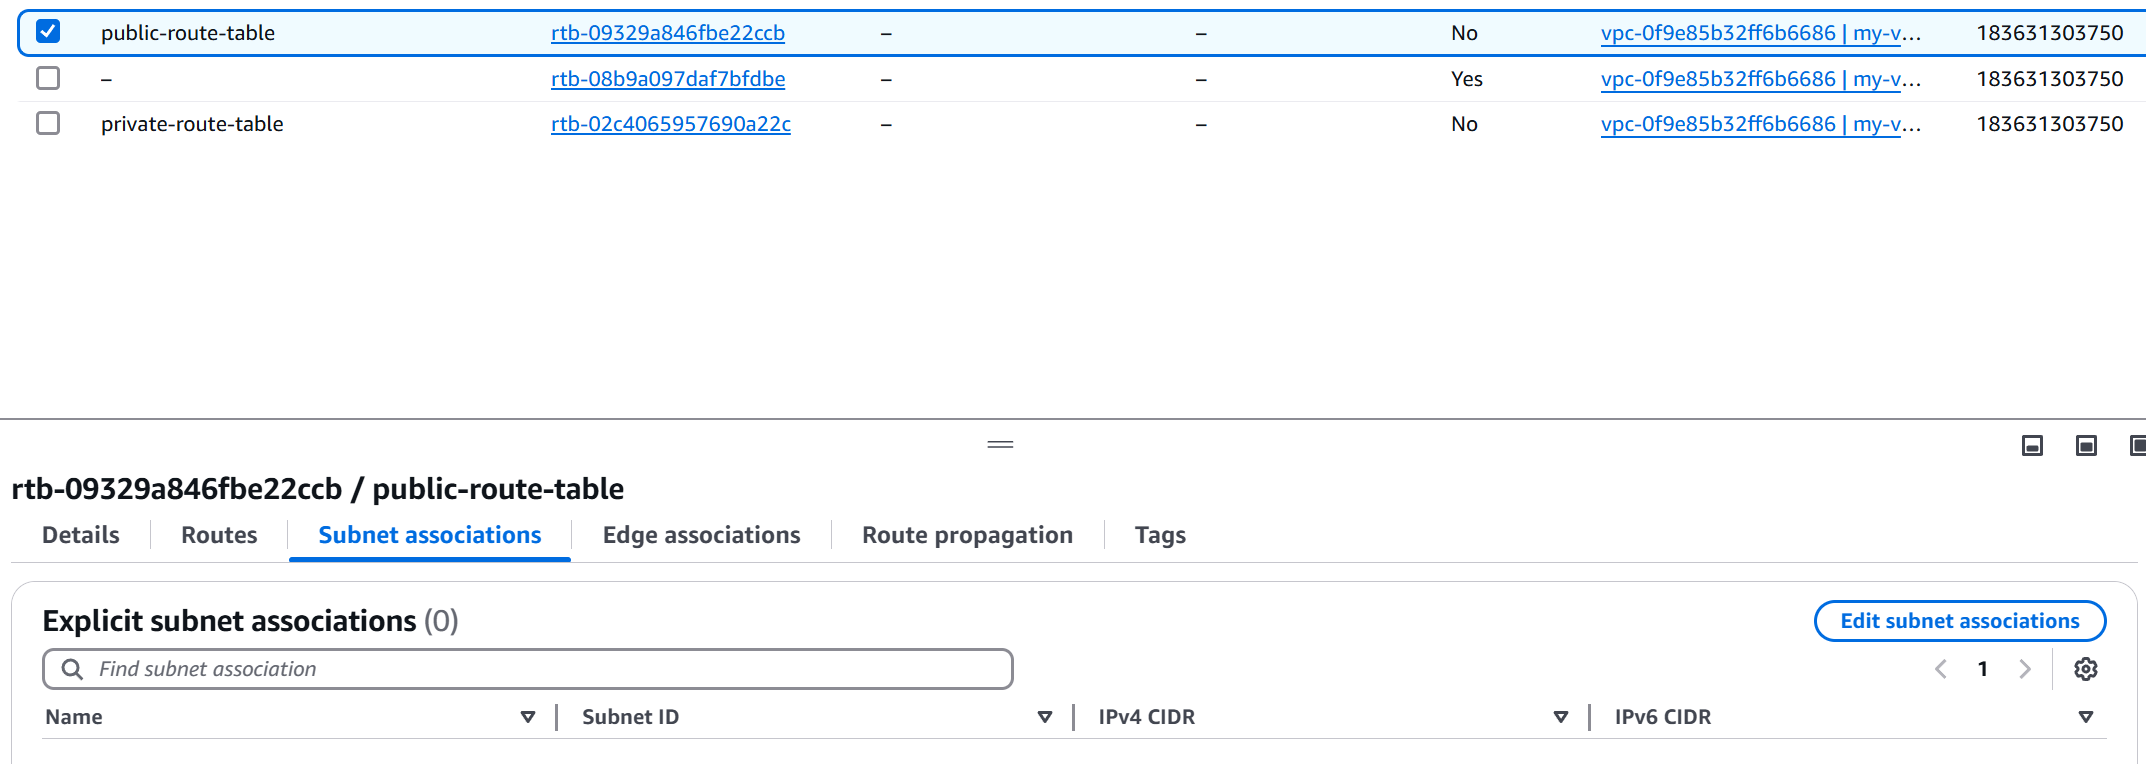 public-route-table rtb-09329a846fbe22ccb – – No vpc-0f9e85b32ff6b6686 | my-v... 183631303750
– rtb-08b9a097daf7bfdbe – – Yes vpc-0f9e85b32ff6b6686 | my-v... 183631303750
private-route-table rtb-02c4065957690a22c – – No vpc-0f9e85b32ff6b6686 | my-v... 183631303750
rtb-09329a846fbe22ccb / public-route-table
Details Routes Subnet associations Edge associations Route propagation Tags
Explicit subnet associations (0) Edit subnet associations
Find subnet association 1
Name Subnet ID IPv4 CIDR IPv6 CIDR